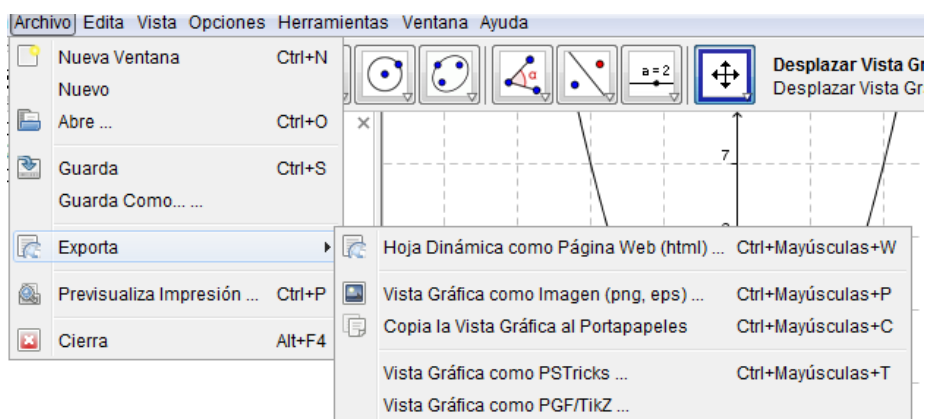 Archivo Edita Vista Opciones Herramientas Ventana Ayuda
Nueva Ventana Ctrl+N
Nuevo
Abre ... Ctrl+O
Guarda Ctrl+S
Guarda Como... ...
Exporta
Previsualiza Impresión ... Ctrl+P
Cierra Alt+F4
α
a=2
Desplazar Vista Gr
Desplazar Vista Gr
7
Hoja Dinámica como Página Web (html) ... Ctrl+Mayúsculas+W
Vista Gráfica como Imagen (png, eps) ... Ctrl+Mayúsculas+P
Copia la Vista Gráfica al Portapapeles Ctrl+Mayúsculas+C
Vista Gráfica como PSTricks ... Ctrl+Mayúsculas+T
Vista Gráfica como PGF/TikZ ...